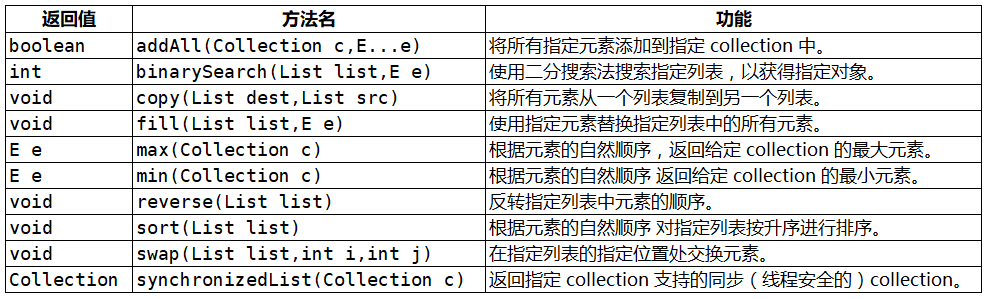 返回值 方法名 功能
boolean addAll(Collection c,E...e) 将所有指定元素添加到指定 collection 中。
int binarySearch(List list,E e) 使用二分搜索法搜索指定列表，以获得指定对象。
void copy(List dest,List src) 将所有元素从一个列表复制到另一个列表。
void fill(List list,E e) 使用指定元素替换指定列表中的所有元素。
E e max(Collection c) 根据元素的自然顺序，返回给定 collection 的最大元素。
E e min(Collection c) 根据元素的自然顺序 返回给定 collection 的最小元素。
void reverse(List list) 反转指定列表中元素的顺序。
void sort(List list) 根据元素的自然顺序 对指定列表按升序进行排序。
void swap(List list,int i,int j) 在指定列表的指定位置处交换元素。
Collection synchronizedList(Collection c) 返回指定 collection 支持的同步（线程安全的）collection。